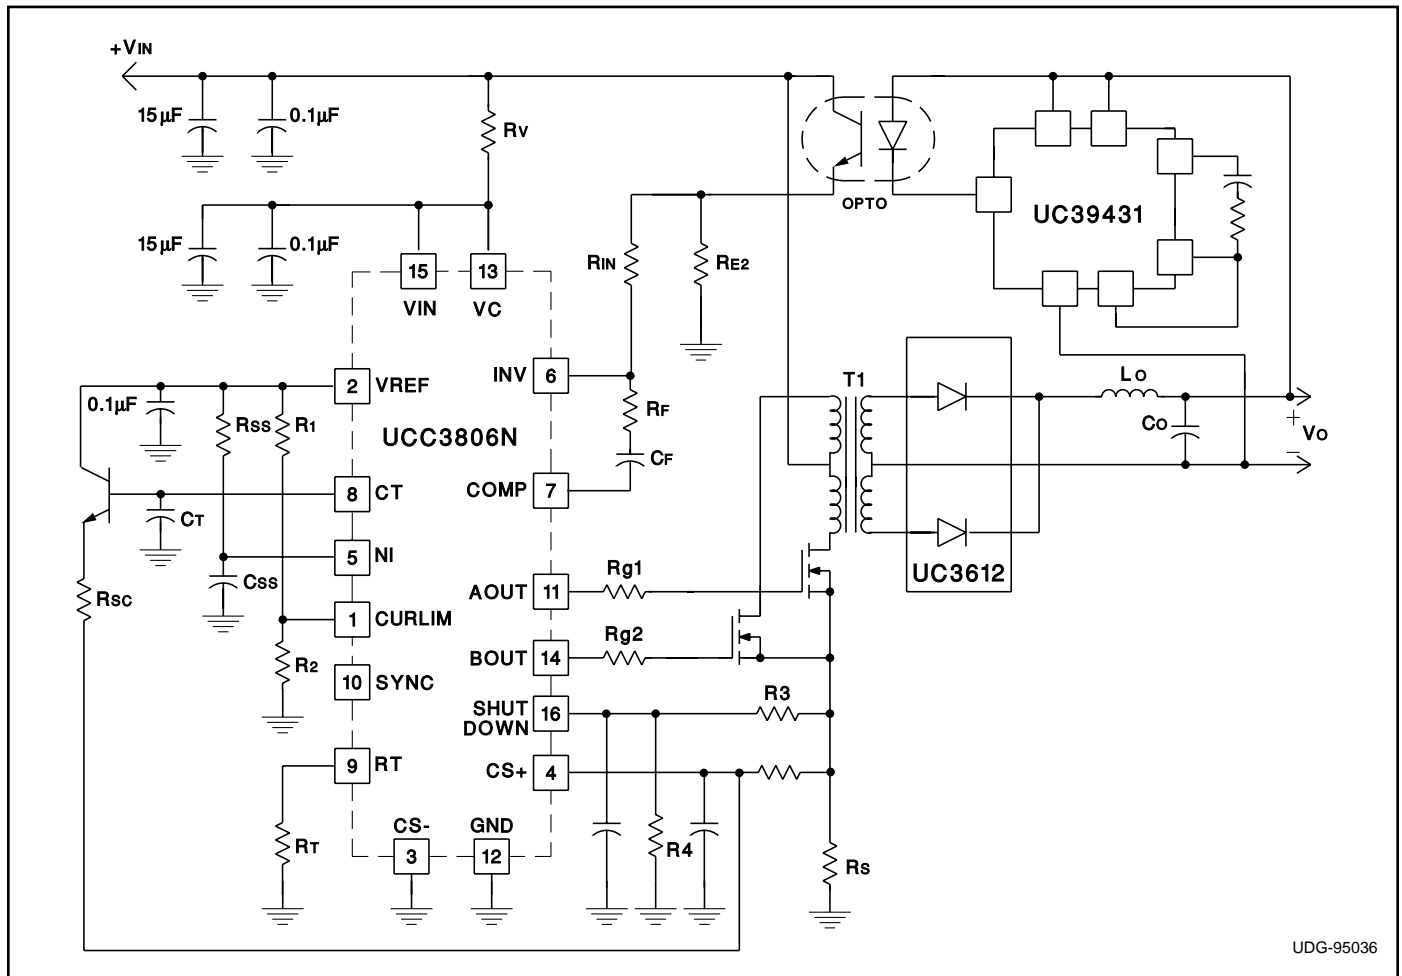 +VIN
15μF
0.1μF
RV
OPTO
UC39431
15μF
0.1μF
15
13
VIN
VC
RIN
RE2
2
VREF
INV
6
0.1μF
RSS
R1
UCC3806N
RF
CF
T1
LO
CO
+
VO
−
8
CT
COMP
7
CT
5
NI
CSS
UC3612
RSC
AOUT
11
Rg1
1
CURLIM
BOUT
14
Rg2
R2
10
SYNC
SHUT
DOWN
16
R3
9
RT
CS+
4
RT
CS-
GND
3
12
R4
RS
UDG-95036